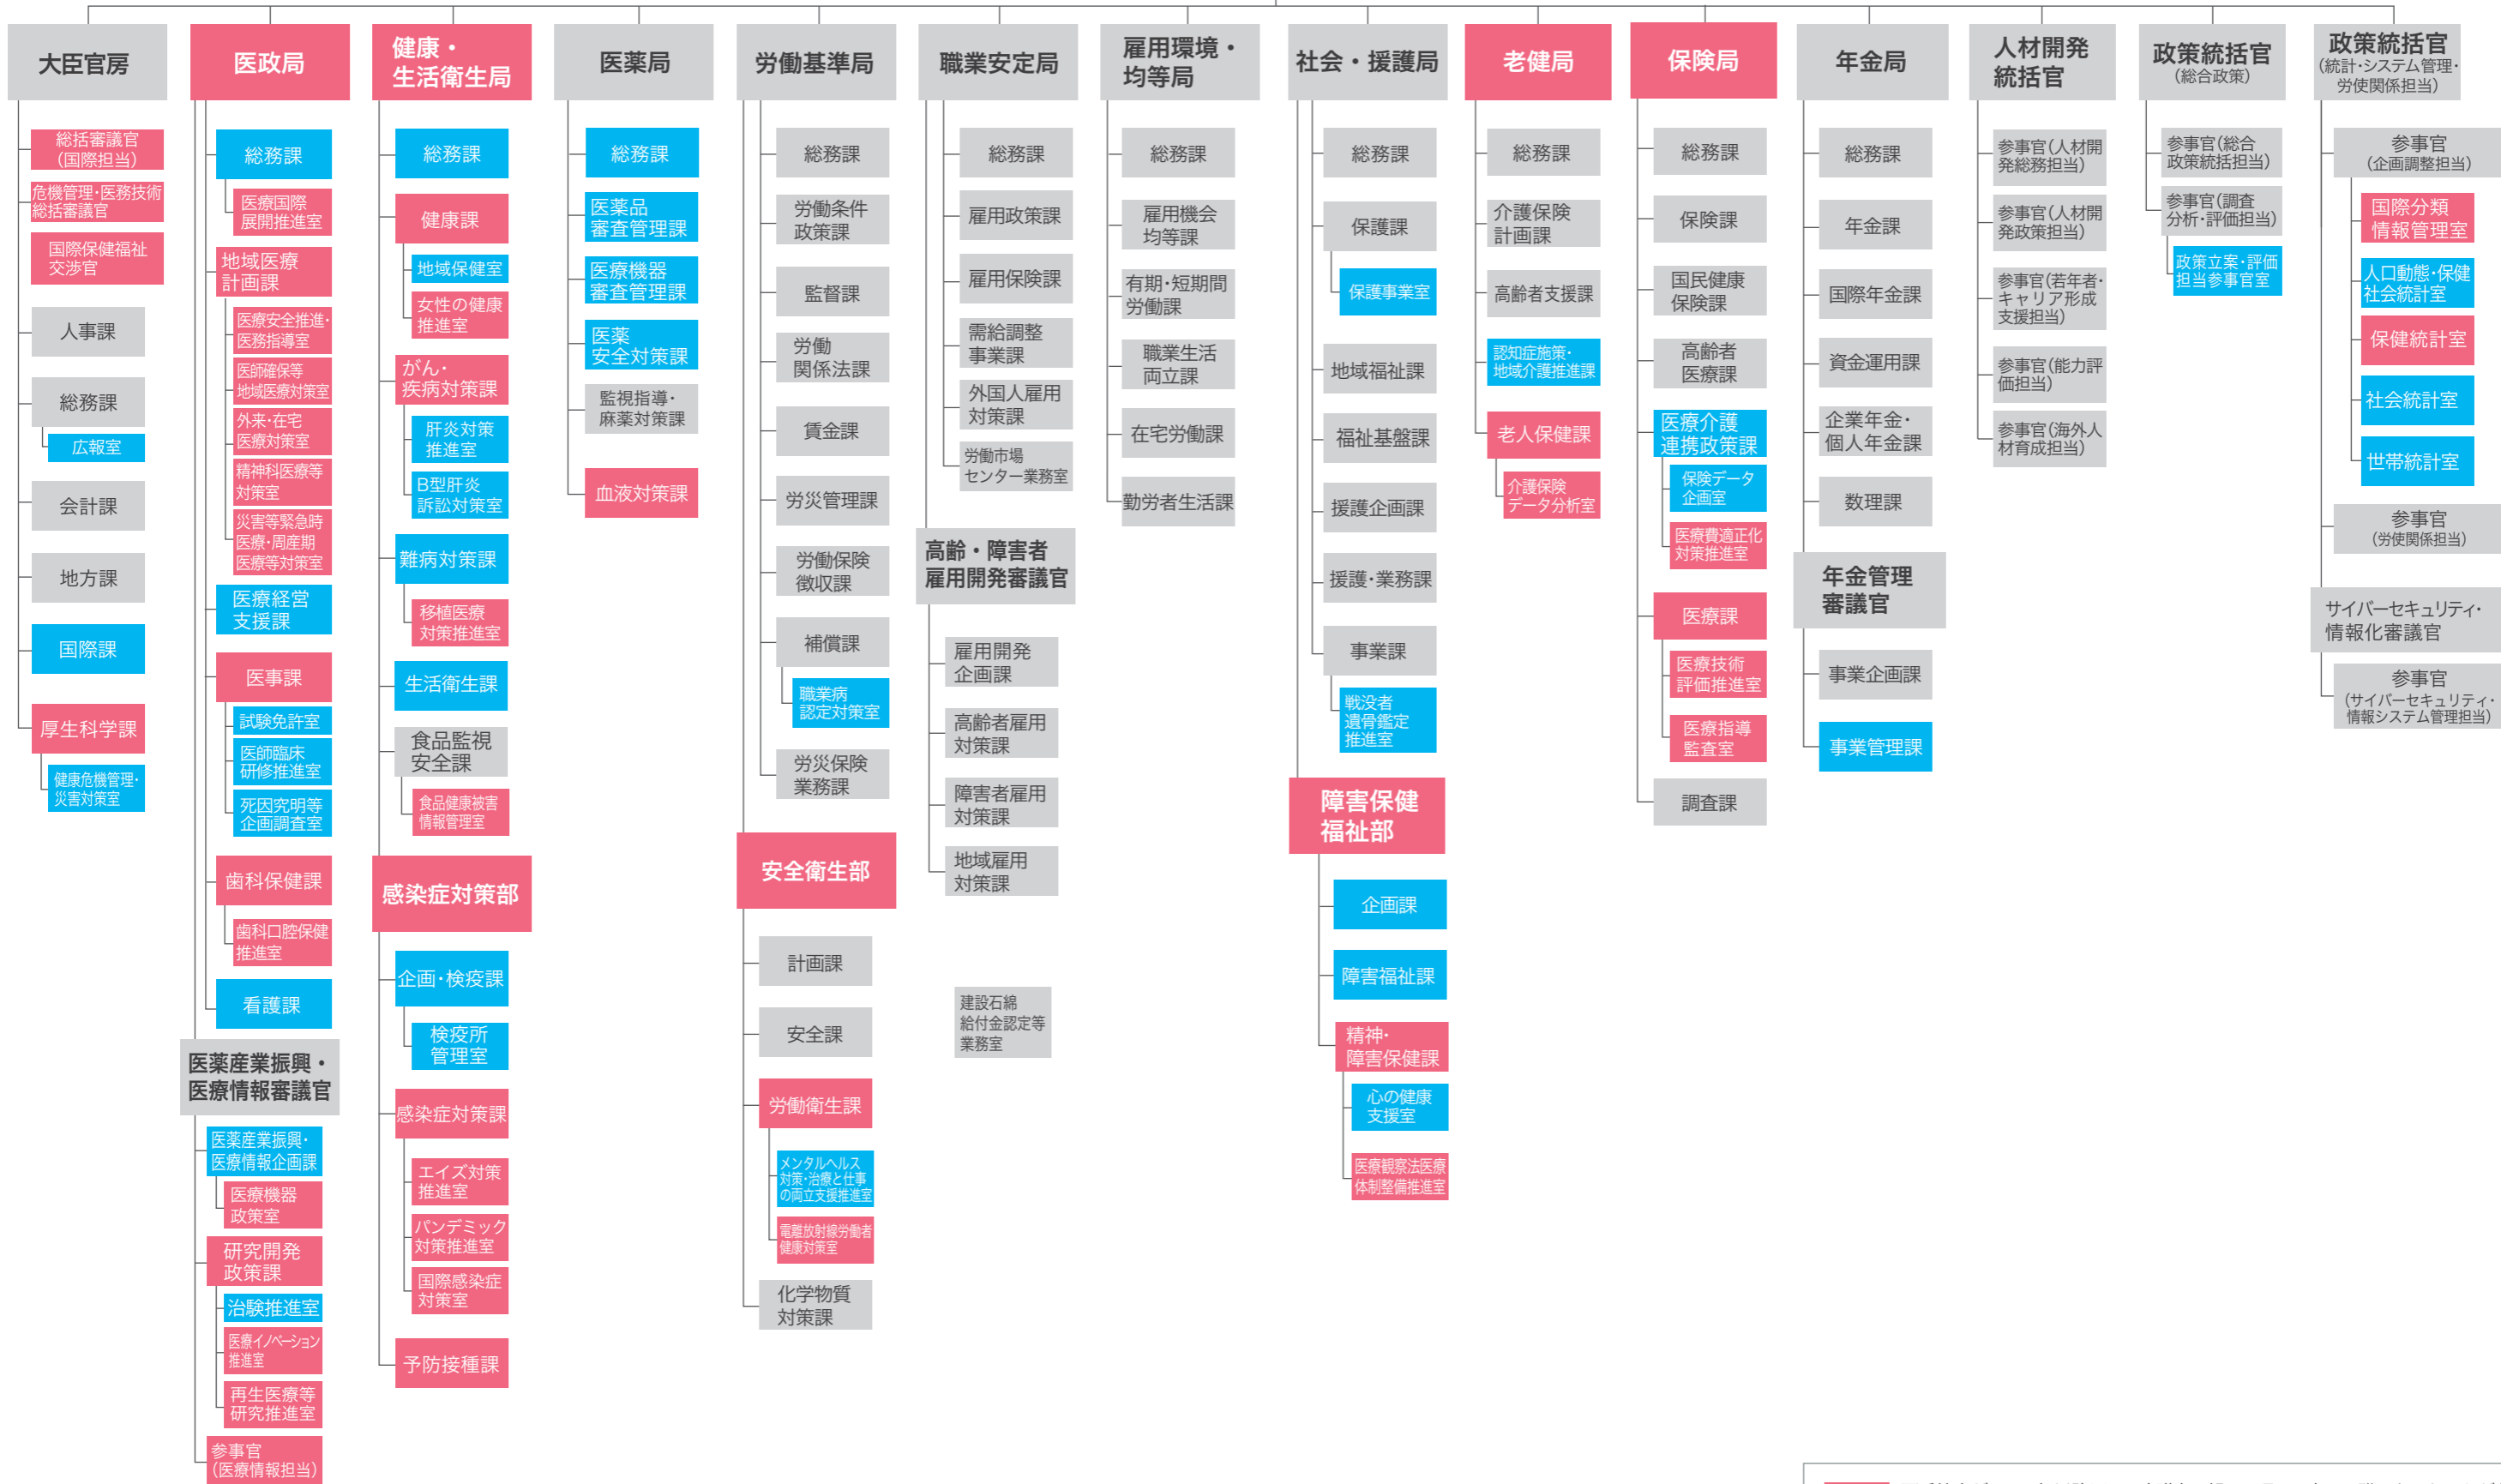 大臣官房
総括審議官
（国際担当）
危機管理・医務技術
総括審議官
国際保健福祉
交渉官
人事課
総務課
広報室
会計課
地方課
国際課
厚生科学課
健康危機管理・
災害対策室
医政局
総務課
医療国際
展開推進室
地域医療
計画課
医療安全推進・
医務指導室
医師確保等
地域医療対策室
外来・在宅
医療対策室
精神科医療等
対策室
災害等緊急時
医療・周産期
医療等対策室
医療経営
支援課
医事課
試験免許室
医師臨床
研修推進室
死因究明等
企画調査室
歯科保健課
歯科口腔保健
推進室
看護課
医薬産業振興・
医療情報審議官
医薬産業振興・
医療情報企画課
医療機器
政策室
研究開発
政策課
治験推進室
医療イノベーション
推進室
再生医療等
研究推進室
参事官
（医療情報担当）
健康・
生活衛生局
総務課
健康課
地域保健室
女性の健康
推進室
がん・
疾病対策課
肝炎対策
推進室
B型肝炎
訴訟対策室
難病対策課
移植医療
対策推進室
生活衛生課
食品監視
安全課
食品健康被害
情報管理室
感染症対策部
企画・検疫課
検疫所
管理室
感染症対策課
エイズ対策
推進室
パンデミック
対策推進室
国際感染症
対策室
予防接種課
医薬局
総務課
医薬品
審査管理課
医療機器
審査管理課
医薬
安全対策課
監視指導・
麻薬対策課
血液対策課
労働基準局
総務課
労働条件
政策課
監督課
労働
関係法課
賃金課
労災管理課
労働保険
徴収課
補償課
職業病
認定対策室
労災保険
業務課
安全衛生部
計画課
安全課
労働衛生課
メンタルヘルス
対策・治療と仕事
の両立支援推進室
電離放射線労働者
健康対策室
化学物質
対策課
職業安定局
総務課
雇用政策課
雇用保険課
需給調整
事業課
外国人雇用
対策課
労働市場
センター業務室
高齢・障害者
雇用開発審議官
雇用開発
企画課
高齢者雇用
対策課
障害者雇用
対策課
地域雇用
対策課
建設石綿
給付金認定等
業務室
雇用環境・
均等局
総務課
雇用機会
均等課
有期・短期間
労働課
職業生活
両立課
在宅労働課
勤労者生活課
社会・援護局
総務課
保護課
保護事業室
地域福祉課
福祉基盤課
援護企画課
援護・業務課
事業課
戦没者
遺骨鑑定
推進室
障害保健
福祉部
企画課
障害福祉課
精神・
障害保健課
心の健康
支援室
医療観察法医療
体制整備推進室
老健局
総務課
介護保険
計画課
高齢者支援課
認知症施策・
地域介護推進課
老人保健課
介護保険
データ分析室
保険局
総務課
保険課
国民健康
保険課
高齢者
医療課
医療介護
連携政策課
保険データ
企画室
医療費適正化
対策推進室
医療課
医療技術
評価推進室
医療指導
監査室
調査課
年金局
総務課
年金課
国際年金課
資金運用課
企業年金・
個人年金課
数理課
年金管理
審議官
事業企画課
事業管理課
人材開発
統括官
参事官(人材開
発総務担当)
参事官(人材開
発政策担当)
参事官(若年者・
キャリア形成
支援担当)
参事官(能力評
価担当)
参事官(海外人
材育成担当)
政策統括官
(総合政策)
参事官(総合
政策統括担当)
参事官(調査
分析・評価担当)
政策立案・評価
担当参事官室
政策統括官
(統計・システム管理・
労使関係担当)
参事官
(企画調整担当)
国際分類
情報管理室
人口動態・保健
社会統計室
保健統計室
社会統計室
世帯統計室
参事官
(労使関係担当)
サイバーセキュリティ・
情報化審議官
参事官
(サイバーセキュリティ・
情報システム管理担当)